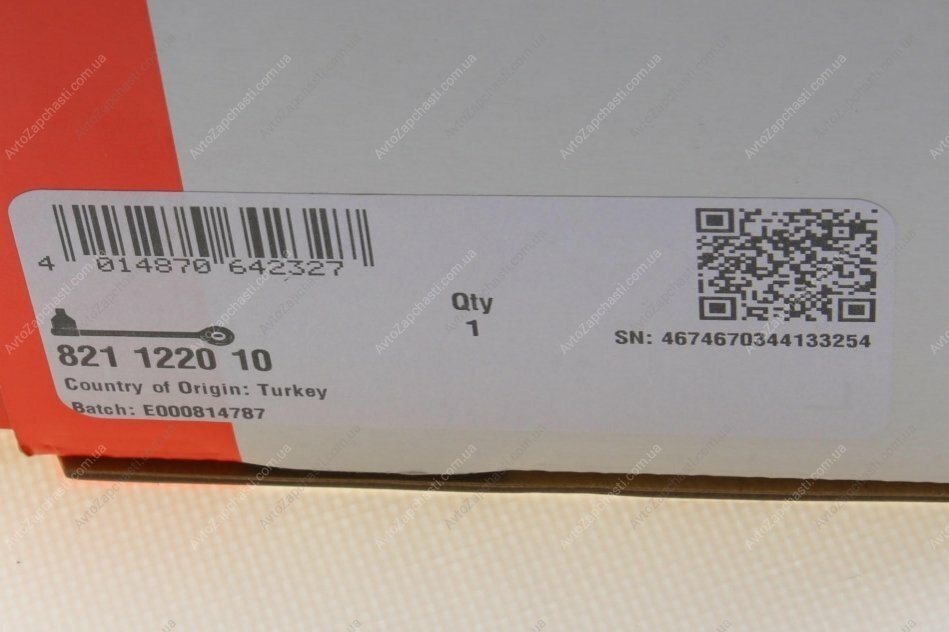 4 014870 642327
Qty
1
SN: 4674670344133254
821 1220 10
Country of Origin: Turkey
Batch: E000814787
AvtoZapchasti.com.ua